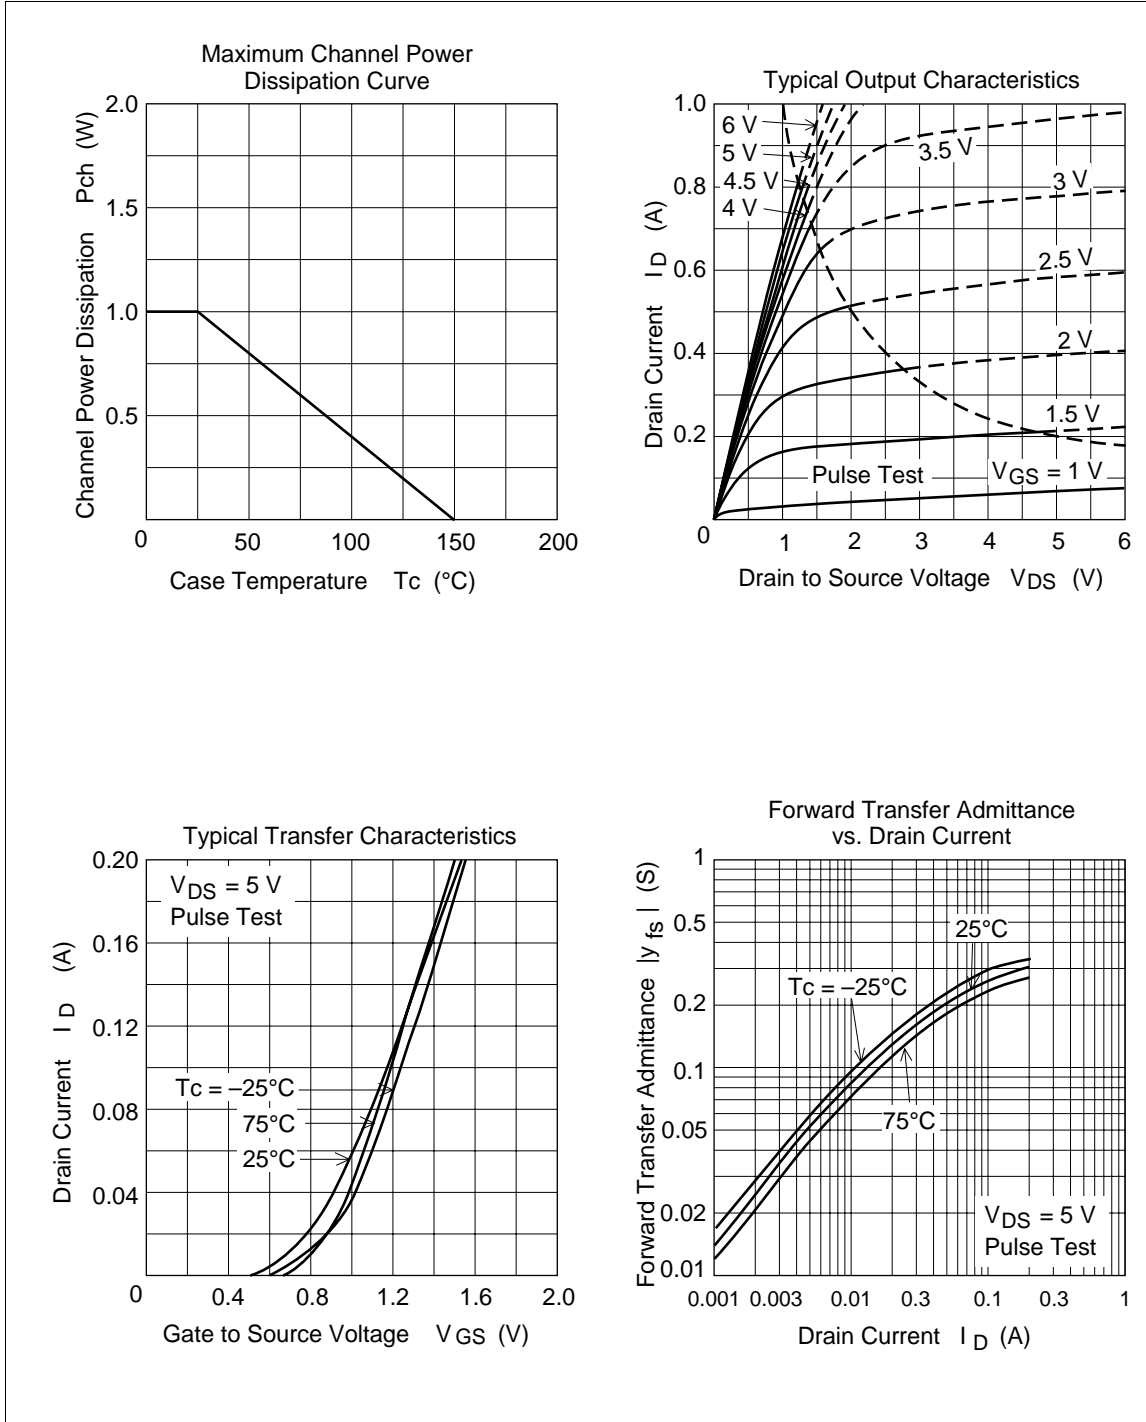 Maximum Channel Power
Dissipation Curve
2.0
1.5
1.0
0.5
0
50
100
150
200
Channel Power Dissipation Pch (W)
Case Temperature Tc (°C)
Typical Output Characteristics
1.0
0.8
0.6
0.4
0.2
0
1
2
3
4
5
6
6 V
5 V
4.5 V
4 V
3.5 V
3 V
2.5 V
2 V
1.5 V
VGS = 1 V
Pulse Test
Drain Current I D (A)
Drain to Source Voltage VDS (V)
Typical Transfer Characteristics
0.20
0.16
0.12
0.08
0.04
0
0.4
0.8
1.2
1.6
2.0
VDS = 5 V
Pulse Test
Tc = –25°C
75°C
25°C
Drain Current I D (A)
Gate to Source Voltage VGS (V)
Forward Transfer Admittance
vs. Drain Current
1
0.5
0.2
0.1
0.05
0.02
0.01
0.001
0.003
0.01
0.3
0.1
0.3
1
25°C
Tc = –25°C
75°C
VDS = 5 V
Pulse Test
Forward Transfer Admittance |y fs | (S)
Drain Current I D (A)